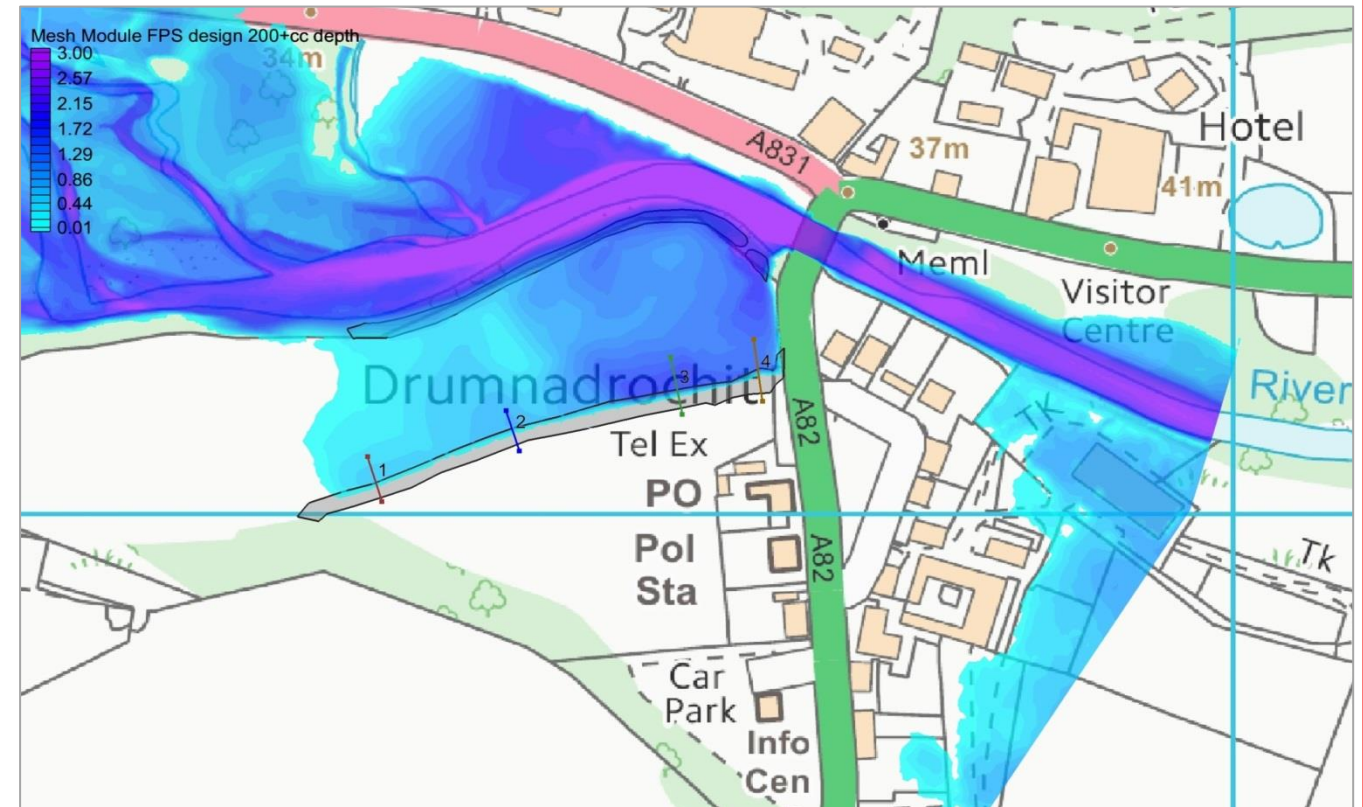 Mesh Module FPS design 200+cc depth
3.00
2.57
2.15
1.72
1.29
0.86
0.44
0.01
34m
A831
37m
Hotel
41m
Meml
Visitor
Centre
River
Drumnadrochit
1
2
3
4
Tel Ex
A82
TK
PO
Pol
Sta
A82
Tk
Car
Park
Info
Cen